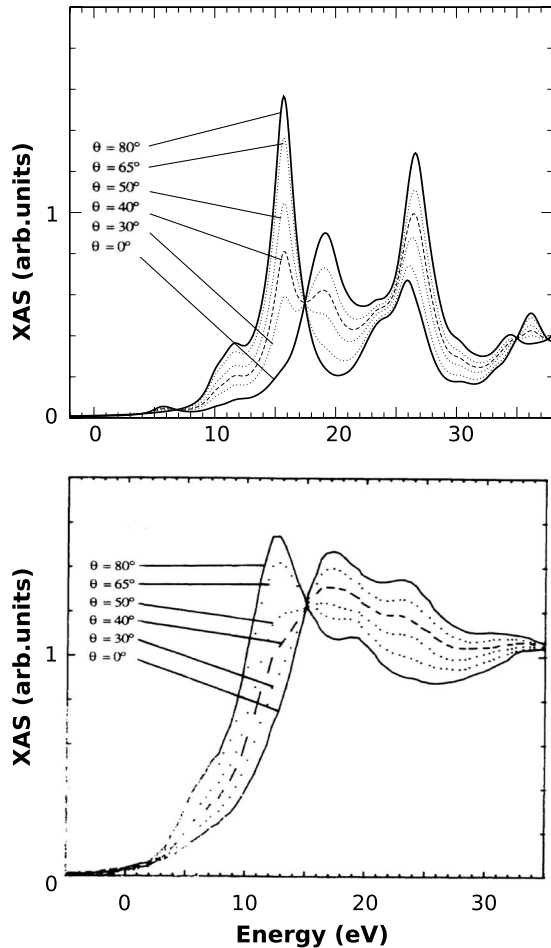 XAS (arb.units)
1
0
θ = 80°
θ = 65°
θ = 50°
θ = 40°
θ = 30°
θ = 0°
0 10 20 30
XAS (arb.units)
1
0
θ = 80°
θ = 65°
θ = 50°
θ = 40°
θ = 30°
θ = 0°
0 10 20 30
Energy (eV)